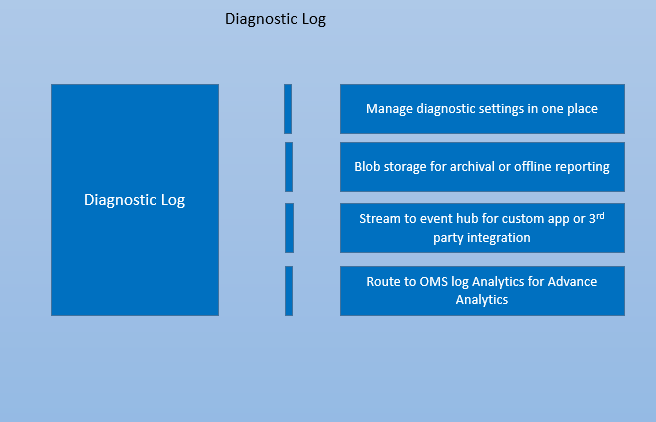 Diagnostic Log
Diagnostic Log
Manage diagnostic settings in one place
Blob storage for archival or offline reporting
Stream to event hub for custom app or 3rd
party integration
Route to OMS log Analytics for Advance
Analytics